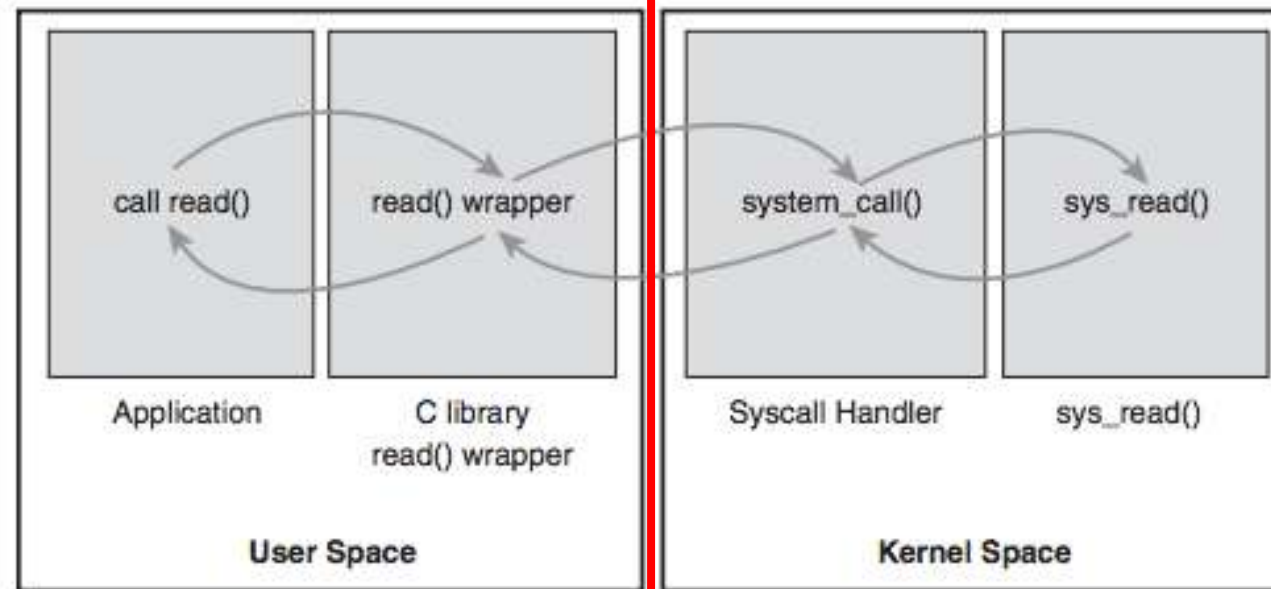 call read()
read() wrapper
system_call()
sys_read()
Application
C library
read() wrapper
Syscall Handler
sys_read()
User Space
Kernel Space